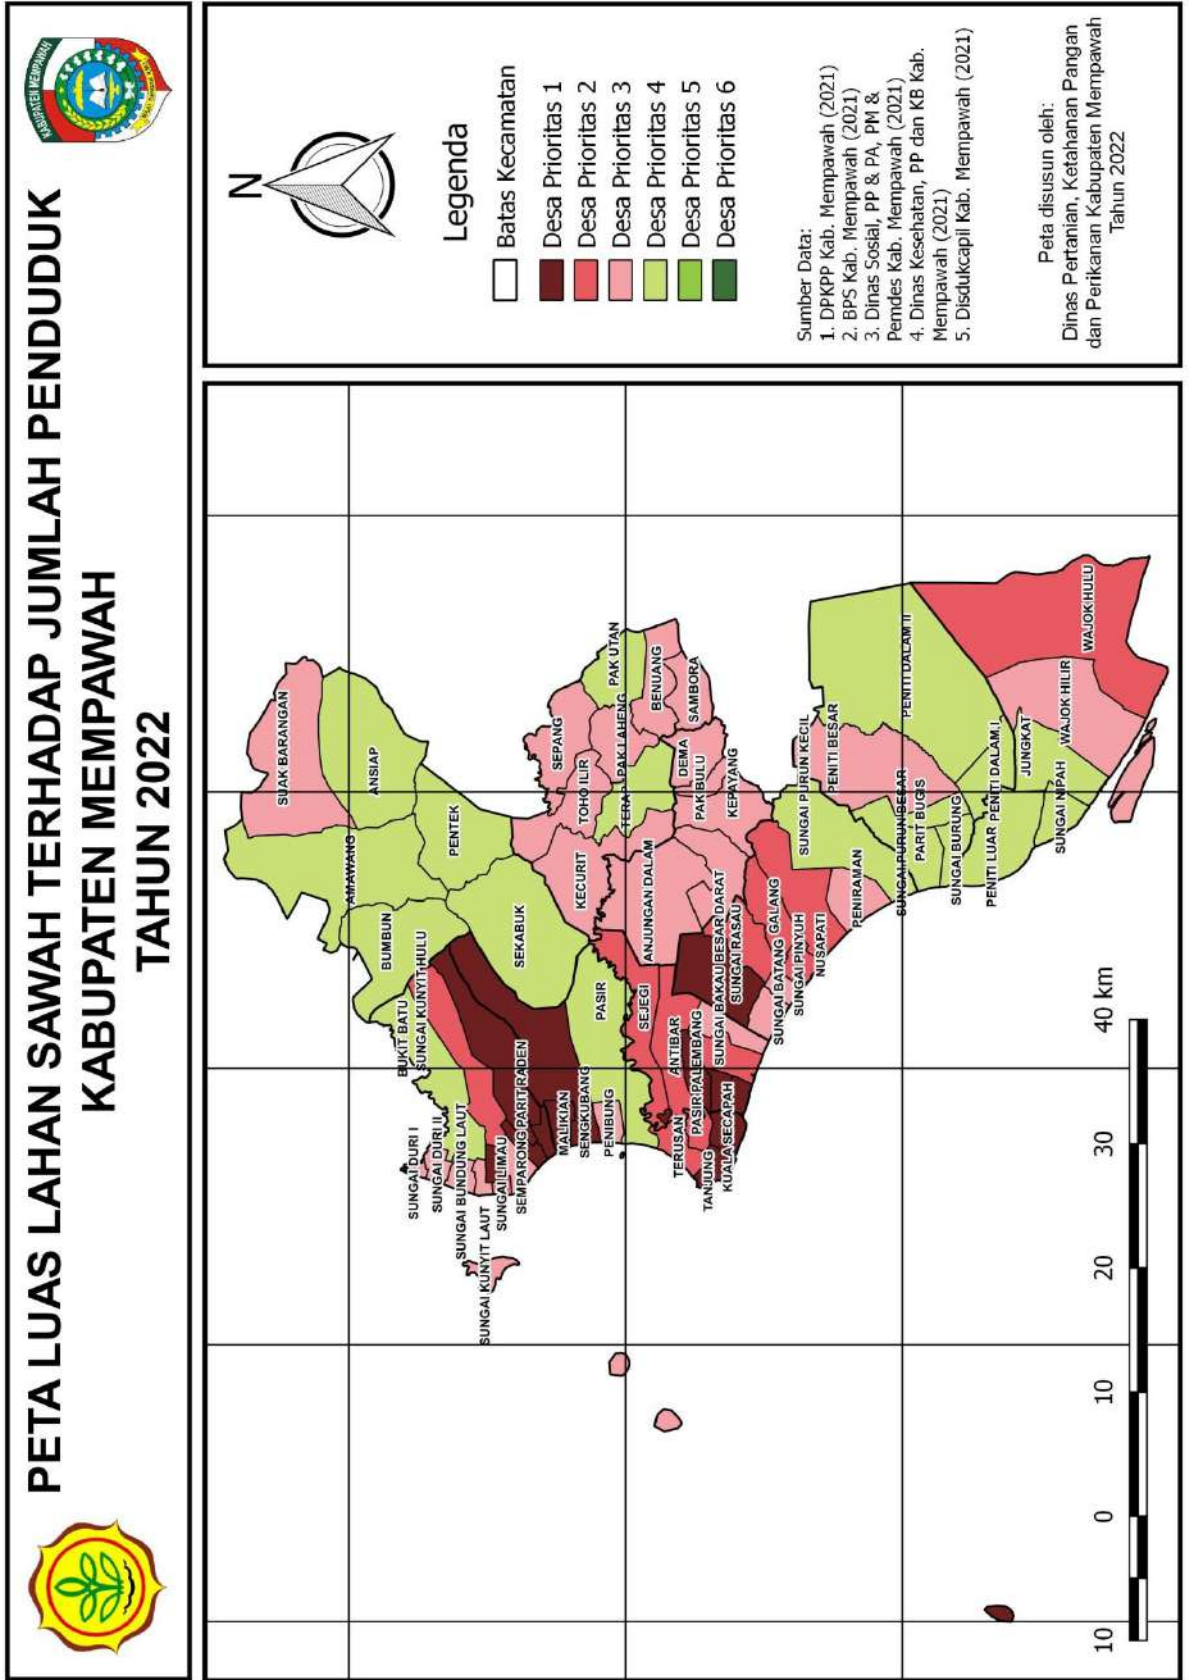 PETA LUAS LAHAN SAWAH TERHADAP JUMLAH PENDUDUK
KABUPATEN MEMPAWAH
TAHUN 2022
KABUPATEN MEMPAWAH
N
Legenda
Batas Kecamatan
Desa Prioritas 1
Desa Prioritas 2
Desa Prioritas 3
Desa Prioritas 4
Desa Prioritas 5
Desa Prioritas 6
Sumber Data:
1. DPKPP Kab. Mempawah (2021)
2. BPS Kab. Mempawah (2021)
3. Dinas Sosial, PP & PA, PM &
Pemdes Kab. Mempawah (2021)
4. Dinas Kesehatan, PP dan KB Kab.
Mempawah (2021)
5. Disdukcapil Kab. Mempawah (2021)
Peta disusun oleh:
Dinas Pertanian, Ketahanan Pangan
dan Perikanan Kabupaten Mempawah
Tahun 2022
SUAK BARANGAN
ANSIAP
AMAWANG
PENTEK
BUMBUN
SUNGAI KUNYIT HULU
BUKIT BATU
SEKABUK
SUNGAI DURI I
SUNGAI DURI II
SUNGAI BUNDUNG LAUT
SUNGAI KUNYIT LAUT
SUNGAI LIMAU
SEMPARONG PARIT RADEN
MALIKIAN
SENGKUBANG
PENIBUNG
PASIR
SEPANG
TOHO ILIR
KECURIT
PAK LAHENG
TERAP
PAK UTAN
BENUANG
SAMBORA
DEMA
PAK BULU
KEPAYANG
ANJUNGAN DALAM
SEJEGI
ANTIBAR
TERUSAN
PASIR PALEMBANG
TANJUNG
KUALA SECAPAH
SUNGAI BAKAU BESAR DARAT
SUNGAI RASAU
SUNGAI BATANG GALANG
SUNGAI PINYUH
NUSAPATI
PENIRAMAN
SUNGAI PURUN KECIL
PENITI BESAR
SUNGAI PURUN BESAR
PARIT BUGIS
SUNGAI BURUNG
PENITI DALAM II
PENITI LUAR
PENITI DALAM I
JUNGKAT
SUNGAI NIPAH
WAJOK HILIR
WAJOK HULU
10 0 10 20 30 40 km